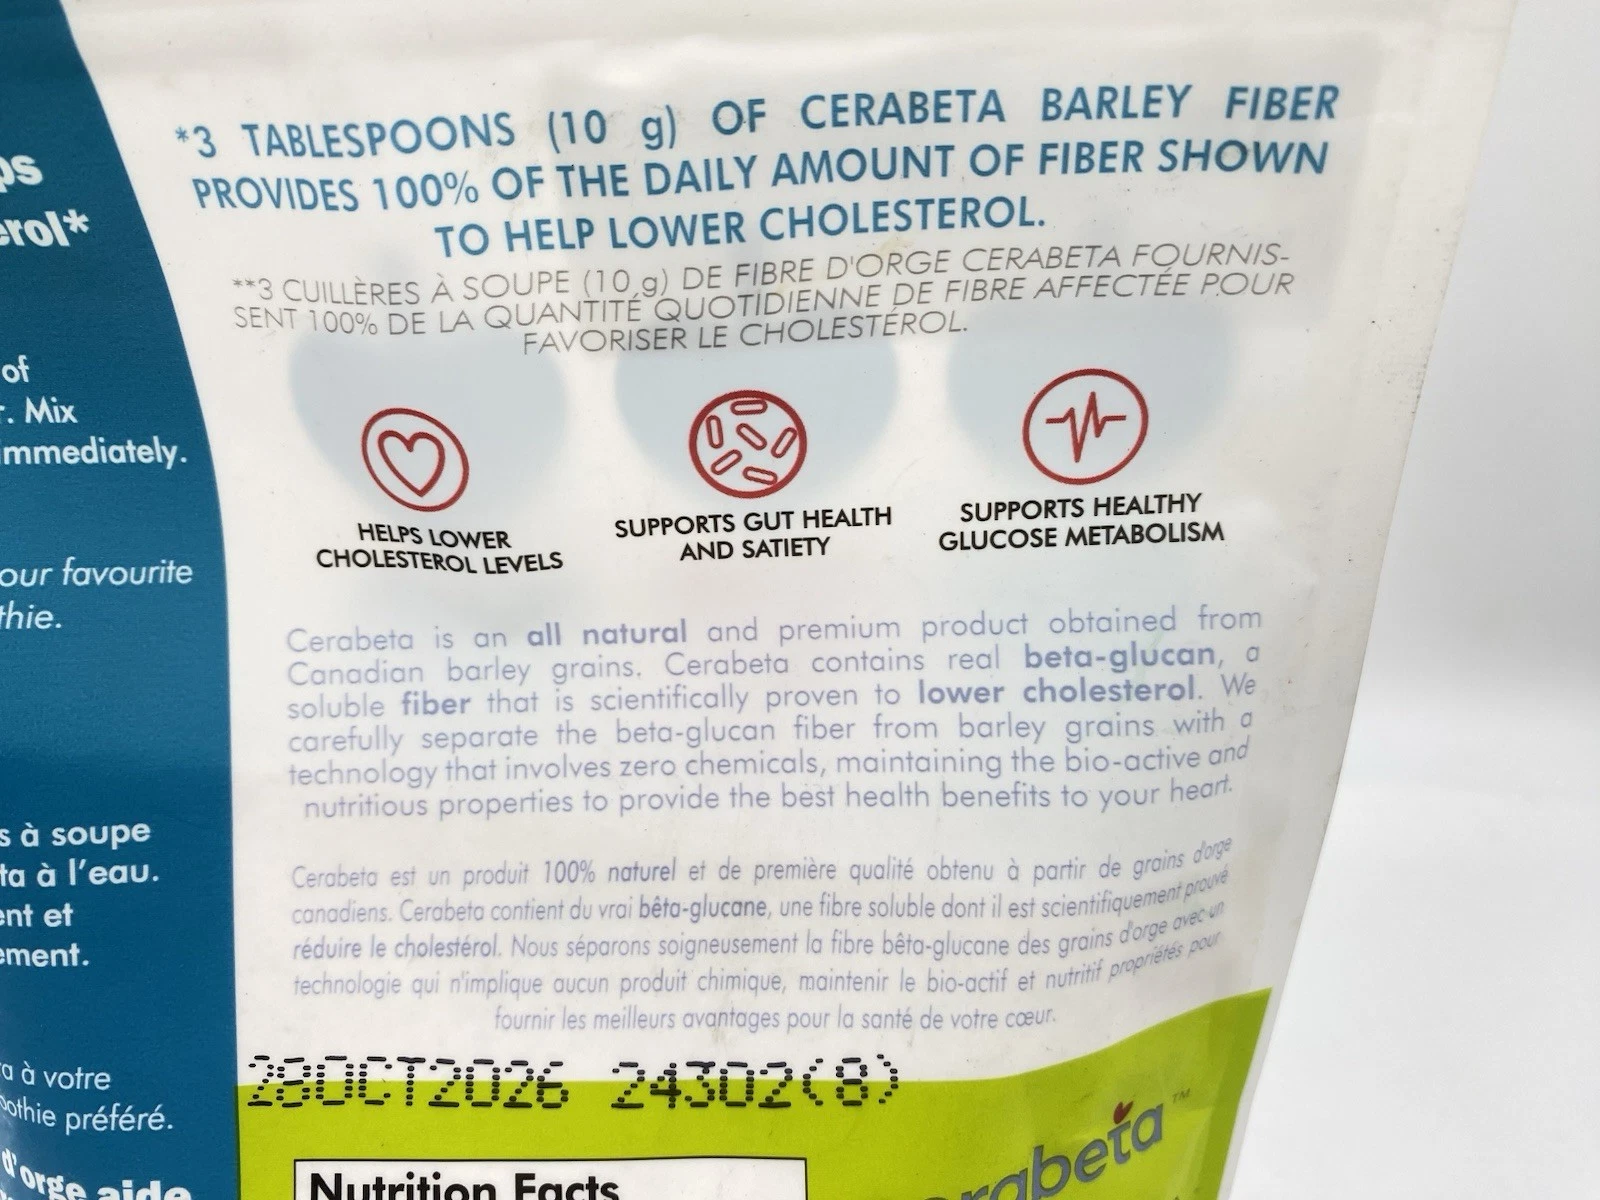 *3 TABLESPOONS (10 g) OF CERABETA BARLEY FIBER
PROVIDES 100% OF THE DAILY AMOUNT OF FIBER SHOWN
TO HELP LOWER CHOLESTEROL.
**3 CUILLÈRES À SOUPE (10 g) DE FIBRE D'ORGE CERABETA FOURNIS-
SENT 100% DE LA QUANTITÉ QUOTIDIENNE DE FIBRE AFFECTÉE POUR
FAVORISER LE CHOLESTÉROL.
HELPS LOWER
CHOLESTEROL LEVELS
SUPPORTS GUT HEALTH
AND SATIETY
SUPPORTS HEALTHY
GLUCOSE METABOLISM
Cerabeta is an all natural and premium product obtained from
Canadian barley grains. Cerabeta contains real beta-glucan, a
soluble fiber that is scientifically proven to lower cholesterol. We
carefully separate the beta-glucan fiber from barley grains with a
technology that involves zero chemicals, maintaining the bio-active and
nutritious properties to provide the best health benefits to your heart.
Cerabeta est un produit 100% naturel et de première qualité obtenu à partir de grains d'orge
canadiens. Cerabeta contient du vrai bêta-glucane, une fibre soluble dont il est scientifiquement prouvé
réduire le cholestérol. Nous séparons soigneusement la fibre bêta-glucane des grains d'orge avec un
technologie qui n'implique aucun produit chimique, maintenir le bio-actif et nutritif propriétés pour
fournir les meilleurs avantages pour la santé de votre cœur.
28OCT2026 24302(8)
Nutrition Facts
rabeta™
of
. Mix
immediately.
our favourite
thie.
s à soupe
ta à l'eau.
ent et
ement.
a à votre
oothie préféré.
d'orge aide